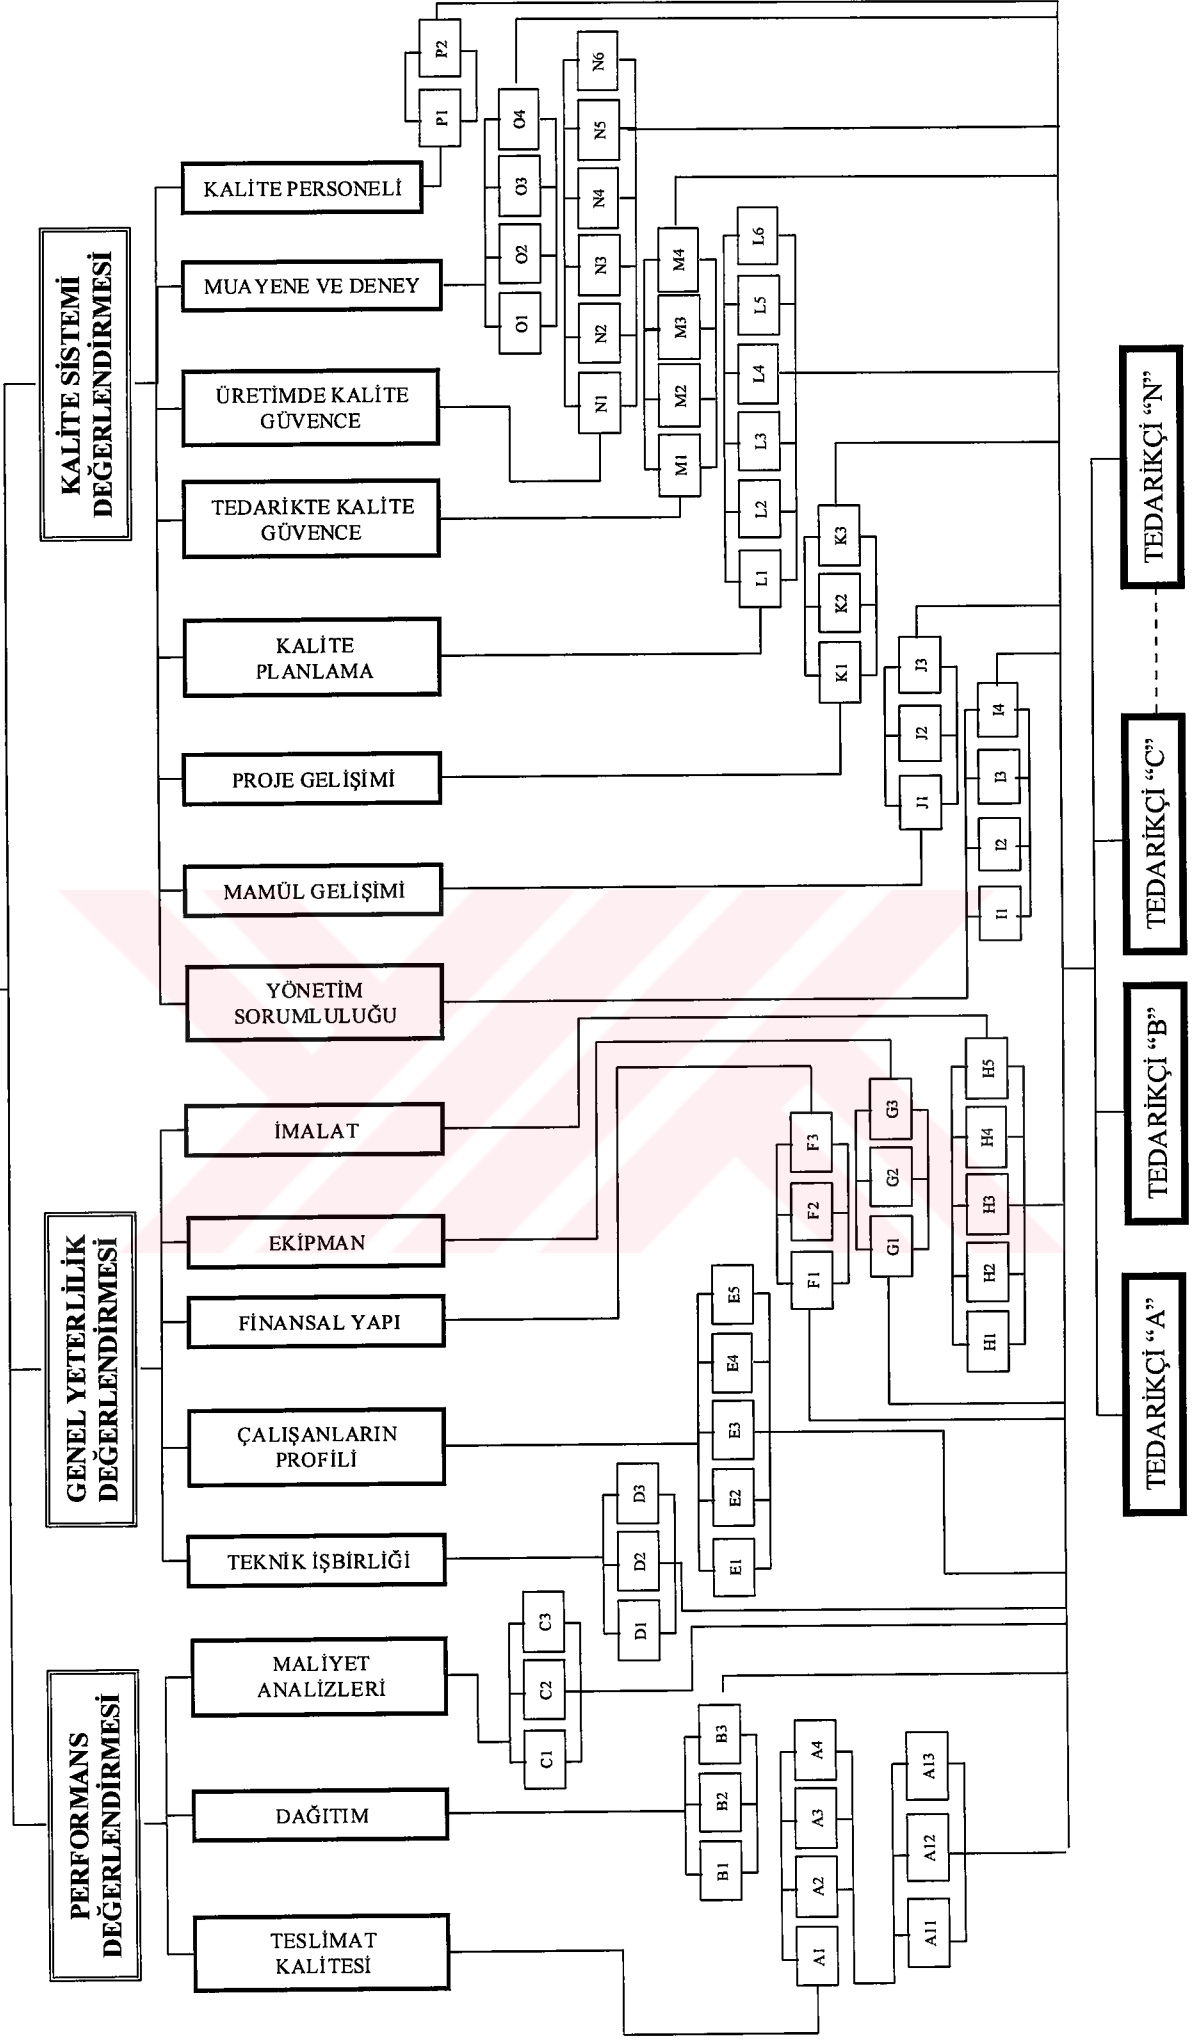 PERFORMANS
DEĞERLENDİRMESİ
GENEL YETERLİLİK
DEĞERLENDİRMESİ
KALİTE SİSTEMİ
DEĞERLENDİRMESİ
TESLİMAT
KALİTESİ
DAĞITIM
MALİYET
ANALİZLERİ
TEKNİK İŞBİRLİĞİ
ÇALIŞANLARIN
PROFİLİ
FİNANSAL YAPI
EKİPMAN
İMALAT
YÖNETİM
SORUMLULUĞU
MAMÜL GELİŞİMİ
PROJE GELİŞİMİ
KALİTE
PLANLAMA
TEDARİKTE KALİTE
GÜVENCE
ÜRETİMDE KALİTE
GÜVENCE
MUAYENE VE DENEY
KALİTE PERSONELİ
P1 P2
O1 O2 O3 O4
C1 C2 C3
N1 N2 N3 N4 N5 N6
D1 D2 D3
M1 M2 M3 M4
B1 B2 B3
E1 E2 E3 E4 E5
L1 L2 L3 L4 L5 L6
A1 A2 A3 A4
F1 F2 F3
K1 K2 K3
G1 G2 G3
A11 A12 A13
J1 J2 J3
H1 H2 H3 H4 H5
I1 I2 I3 I4
TEDARİKÇİ “A”
TEDARİKÇİ “B”
TEDARİKÇİ “C”
TEDARİKÇİ “N”